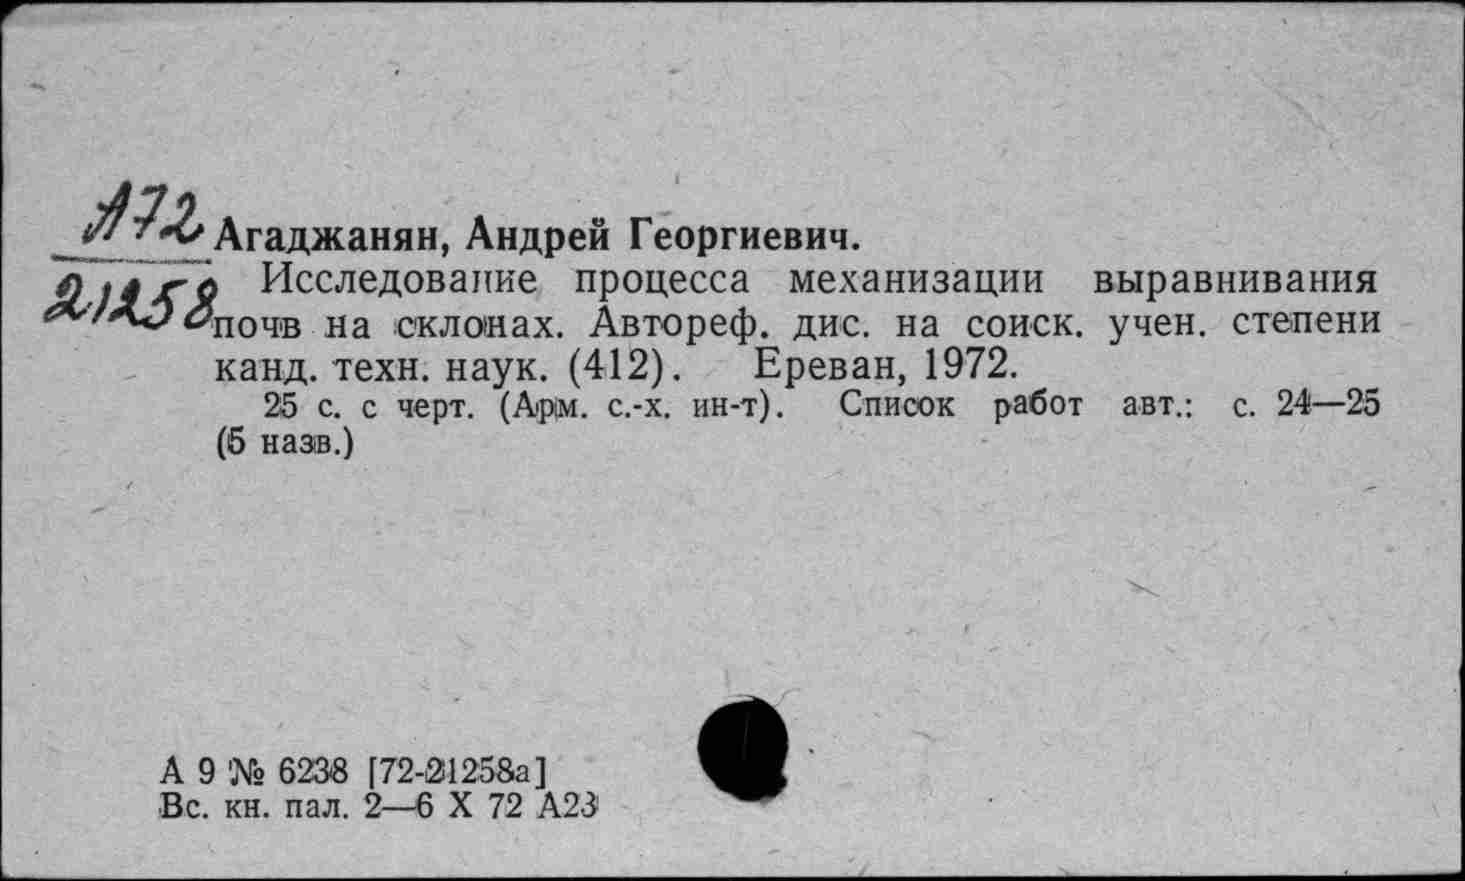 А72
21258
Агаджанян, Андрей Георгиевич.
Исследование процесса механизации выравнивания
почв на склонах. Автореф. дис. на соиск. учен. степени
канд. техн. наук. (412). Ереван, 1972.
25 с. с черт. (Арм. с.-х. ин-т). Список работ авт.: с. 24—25
(5 назв.)
А 9 № 6238 [72-21258а]
Вс. кн. пал. 2—6 X 72 А23